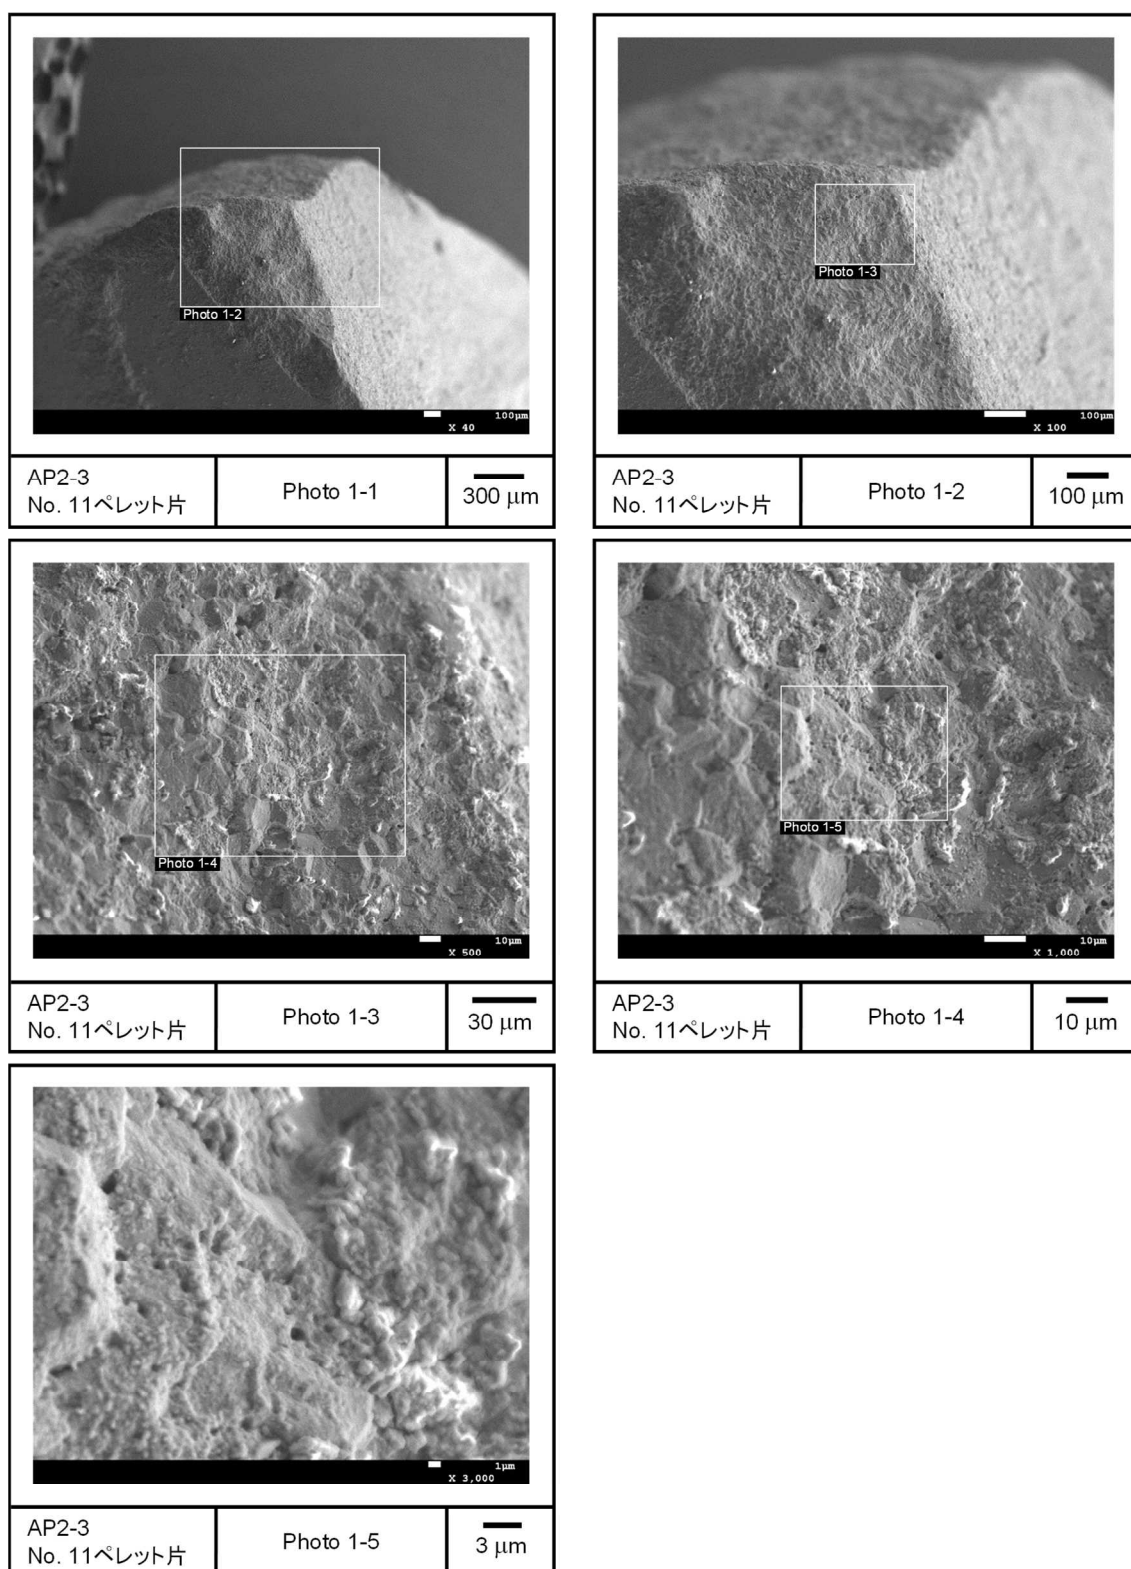 Photo 1-2
100μm
X 40
AP2-3
No. 11ペレット片
Photo 1-1
300 μm
Photo 1-3
100μm
X 100
AP2-3
No. 11ペレット片
Photo 1-2
100 μm
Photo 1-4
10μm
X 500
AP2-3
No. 11ペレット片
Photo 1-3
30 μm
Photo 1-5
10μm
X 1,000
AP2-3
No. 11ペレット片
Photo 1-4
10 μm
1μm
X 3,000
AP2-3
No. 11ペレット片
Photo 1-5
3 μm